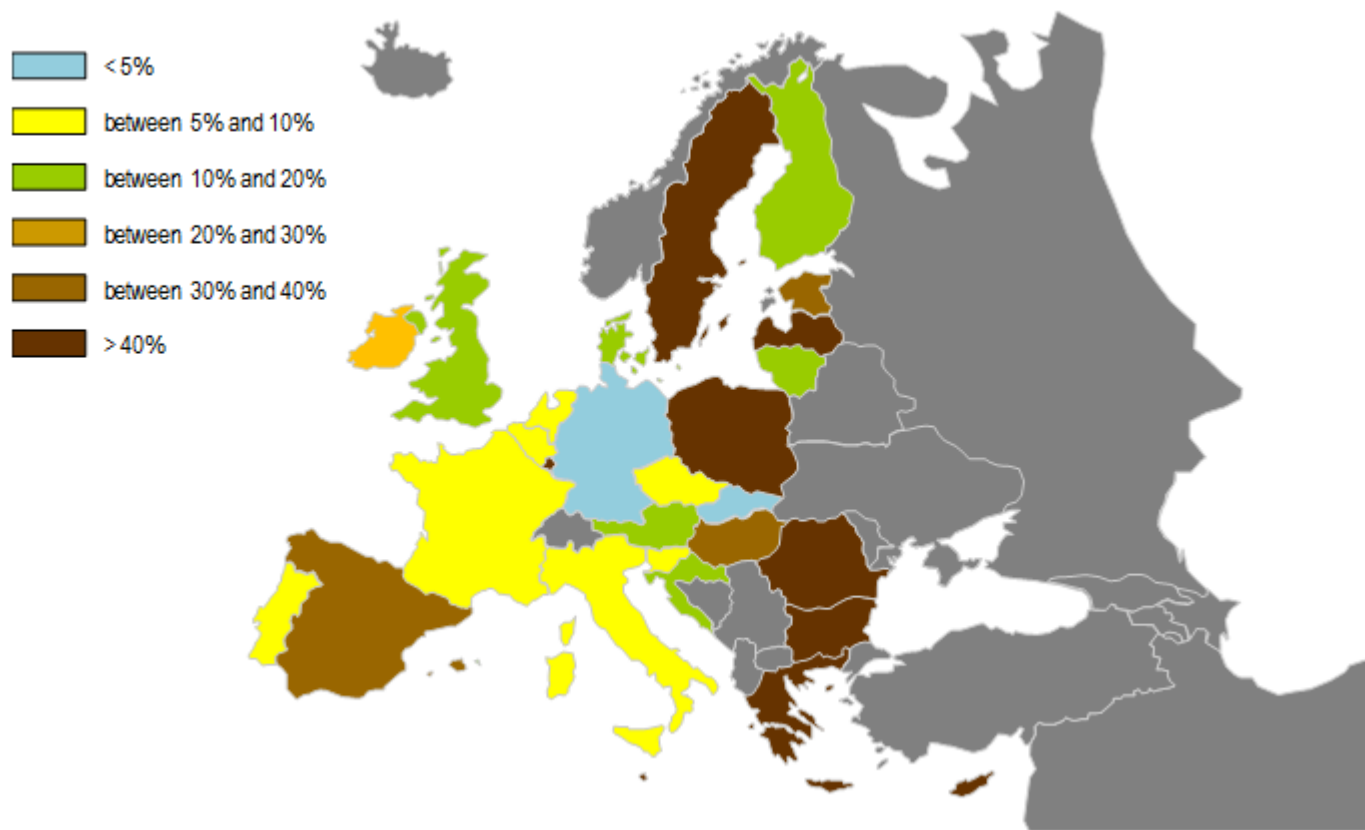 < 5%
between 5% and 10%
between 10% and 20%
between 20% and 30%
between 30% and 40%
> 40%